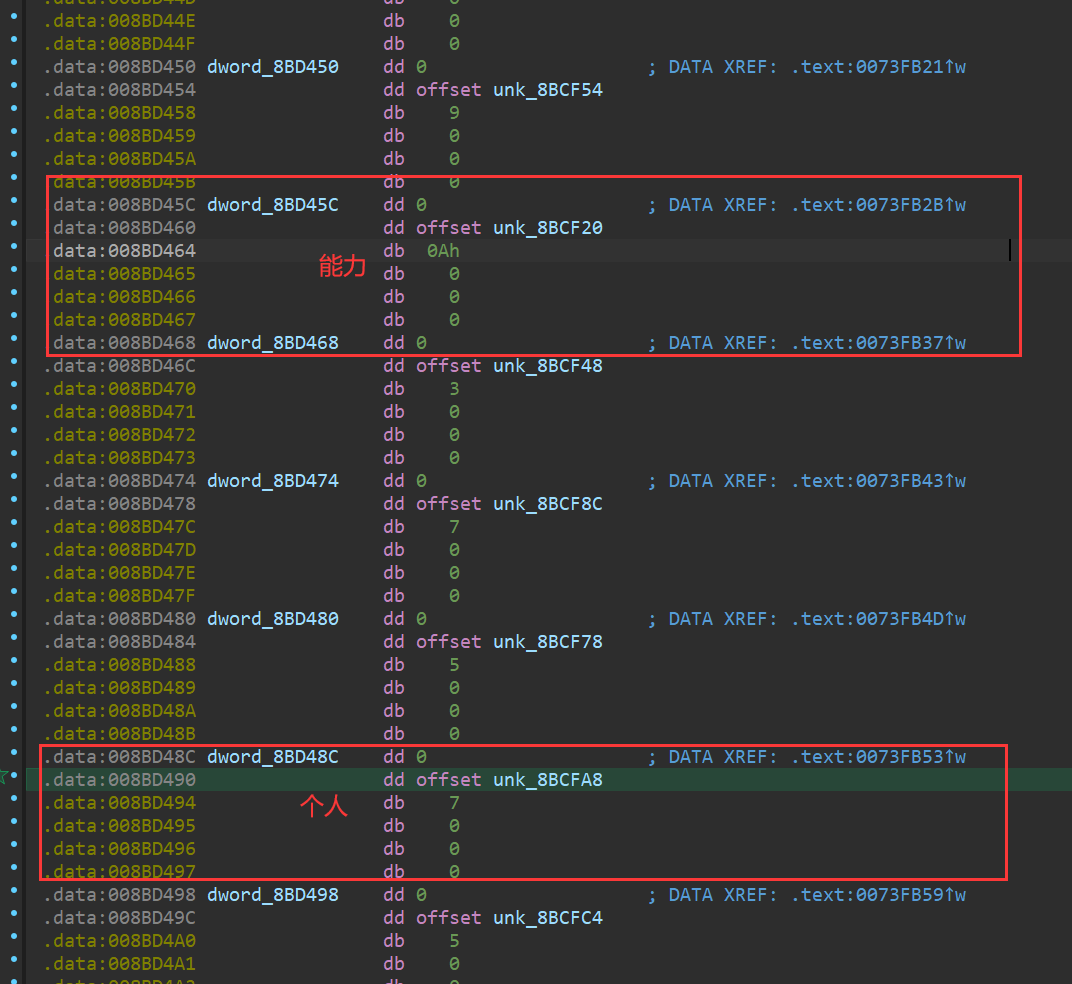 .data:008BD44D db 0
.data:008BD44E db 0
.data:008BD44F db 0
.data:008BD450 dword_8BD450 dd 0 ; DATA XREF: .text:0073FB21↑w
.data:008BD454 dd offset unk_8BCF54
.data:008BD458 db 9
.data:008BD459 db 0
.data:008BD45A db 0
.data:008BD45B db 0
data:008BD45C dword_8BD45C dd 0 ; DATA XREF: .text:0073FB2B↑w
data:008BD460 dd offset unk_8BCF20
data:008BD464 db 0Ah
能力
data:008BD465 db 0
data:008BD466 db 0
data:008BD467 db 0
data:008BD468 dword_8BD468 dd 0 ; DATA XREF: .text:0073FB37↑w
.data:008BD46C dd offset unk_8BCF48
.data:008BD470 db 3
.data:008BD471 db 0
.data:008BD472 db 0
.data:008BD473 db 0
.data:008BD474 dword_8BD474 dd 0 ; DATA XREF: .text:0073FB43↑w
.data:008BD478 dd offset unk_8BCF8C
.data:008BD47C db 7
.data:008BD47D db 0
.data:008BD47E db 0
.data:008BD47F db 0
.data:008BD480 dword_8BD480 dd 0 ; DATA XREF: .text:0073FB4D↑w
.data:008BD484 dd offset unk_8BCF78
.data:008BD488 db 5
.data:008BD489 db 0
.data:008BD48A db 0
.data:008BD48B db 0
.data:008BD48C dword_8BD48C dd 0 ; DATA XREF: .text:0073FB53↑w
.data:008BD490 dd offset unk_8BCFA8
.data:008BD494 db 7
个人
.data:008BD495 db 0
.data:008BD496 db 0
.data:008BD497 db 0
.data:008BD498 dword_8BD498 dd 0 ; DATA XREF: .text:0073FB59↑w
.data:008BD49C dd offset unk_8BCFC4
.data:008BD4A0 db 5
.data:008BD4A1 db 0